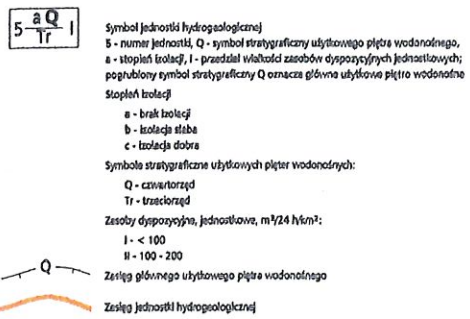 5 a Q I
Tr
Symbol jednostki hydrogeologicznej
5 - numer jednostki, Q - symbol stratygraficzny użytkowego piętra wodonośnego,
a - stopień izolacji, I - przedział wielkości zasobów dyspozycyjnych jednostkowych;
pogrubiony symbol stratygraficzny Q oznacza główne użytkowe piętro wodonośne
Stopień izolacji
a - brak izolacji
b - izolacja słaba
c - izolacja dobra
Symbole stratygraficzne użytkowych pięter wodonośnych:
Q - czwartorzęd
Tr - trzeciorzęd
Zasoby dyspozycyjne, jednostkowe, m³/24 h/km²:
I - < 100
II - 100 - 200
Q
Zasięg głównego użytkowego piętra wodonośnego
Zasięg jednostki hydrogeologicznej